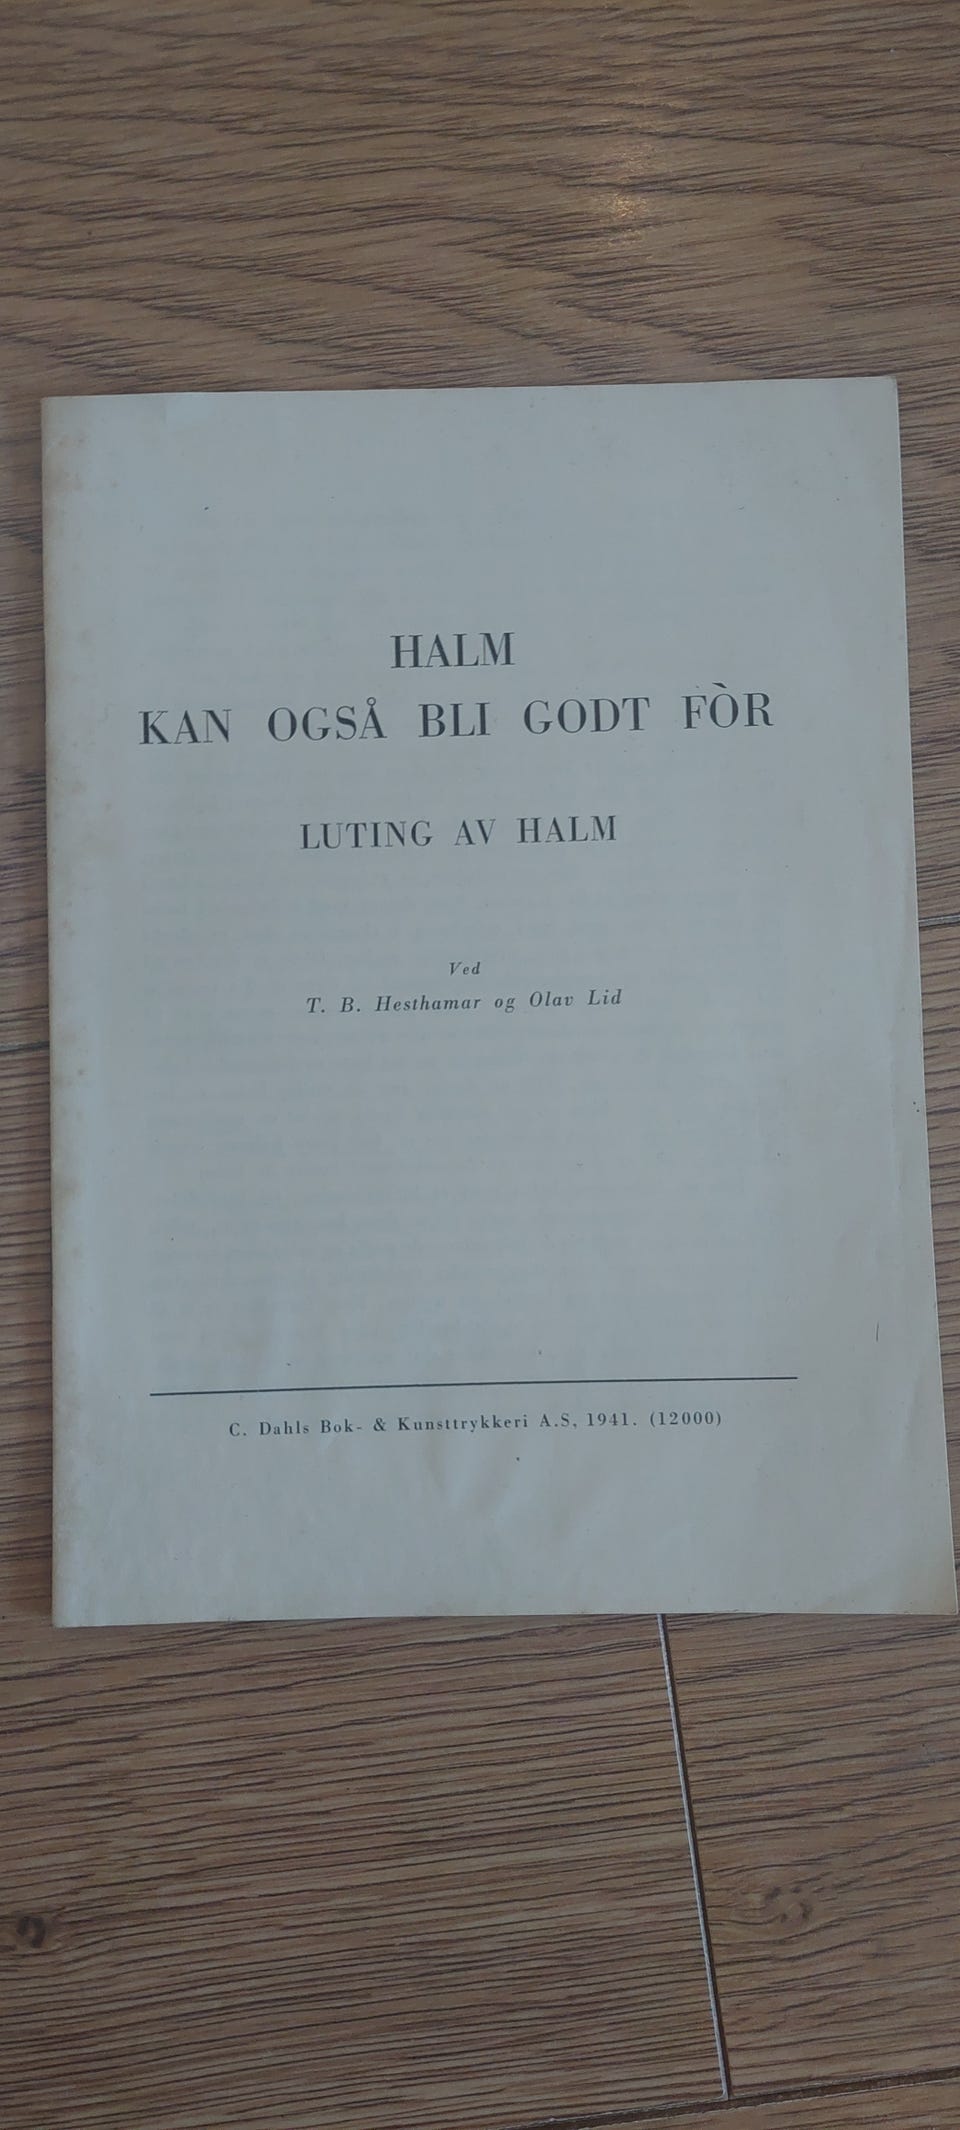 HALM
KAN OGSÅ BLI GODT FÒR
LUTING AV HALM
Ved
T. B. Hesthamar og Olav Lid
C. Dahls Bok- & Kunsttrykkeri A.S, 1941. (12000)